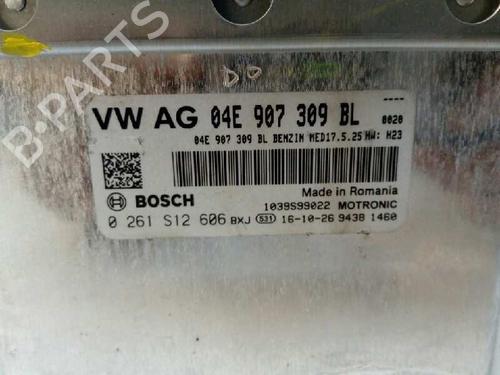 B-PARTS
DO
VW AG 04E 907 309 BL
0020
04E 907 309 BL BENZIN MED17.5.25 HW: H23
BOSCH
Made in Romania
1039S99022 MOTRONIC
0 261 S12 606 BXJ 531 16-10-26 9438 1460